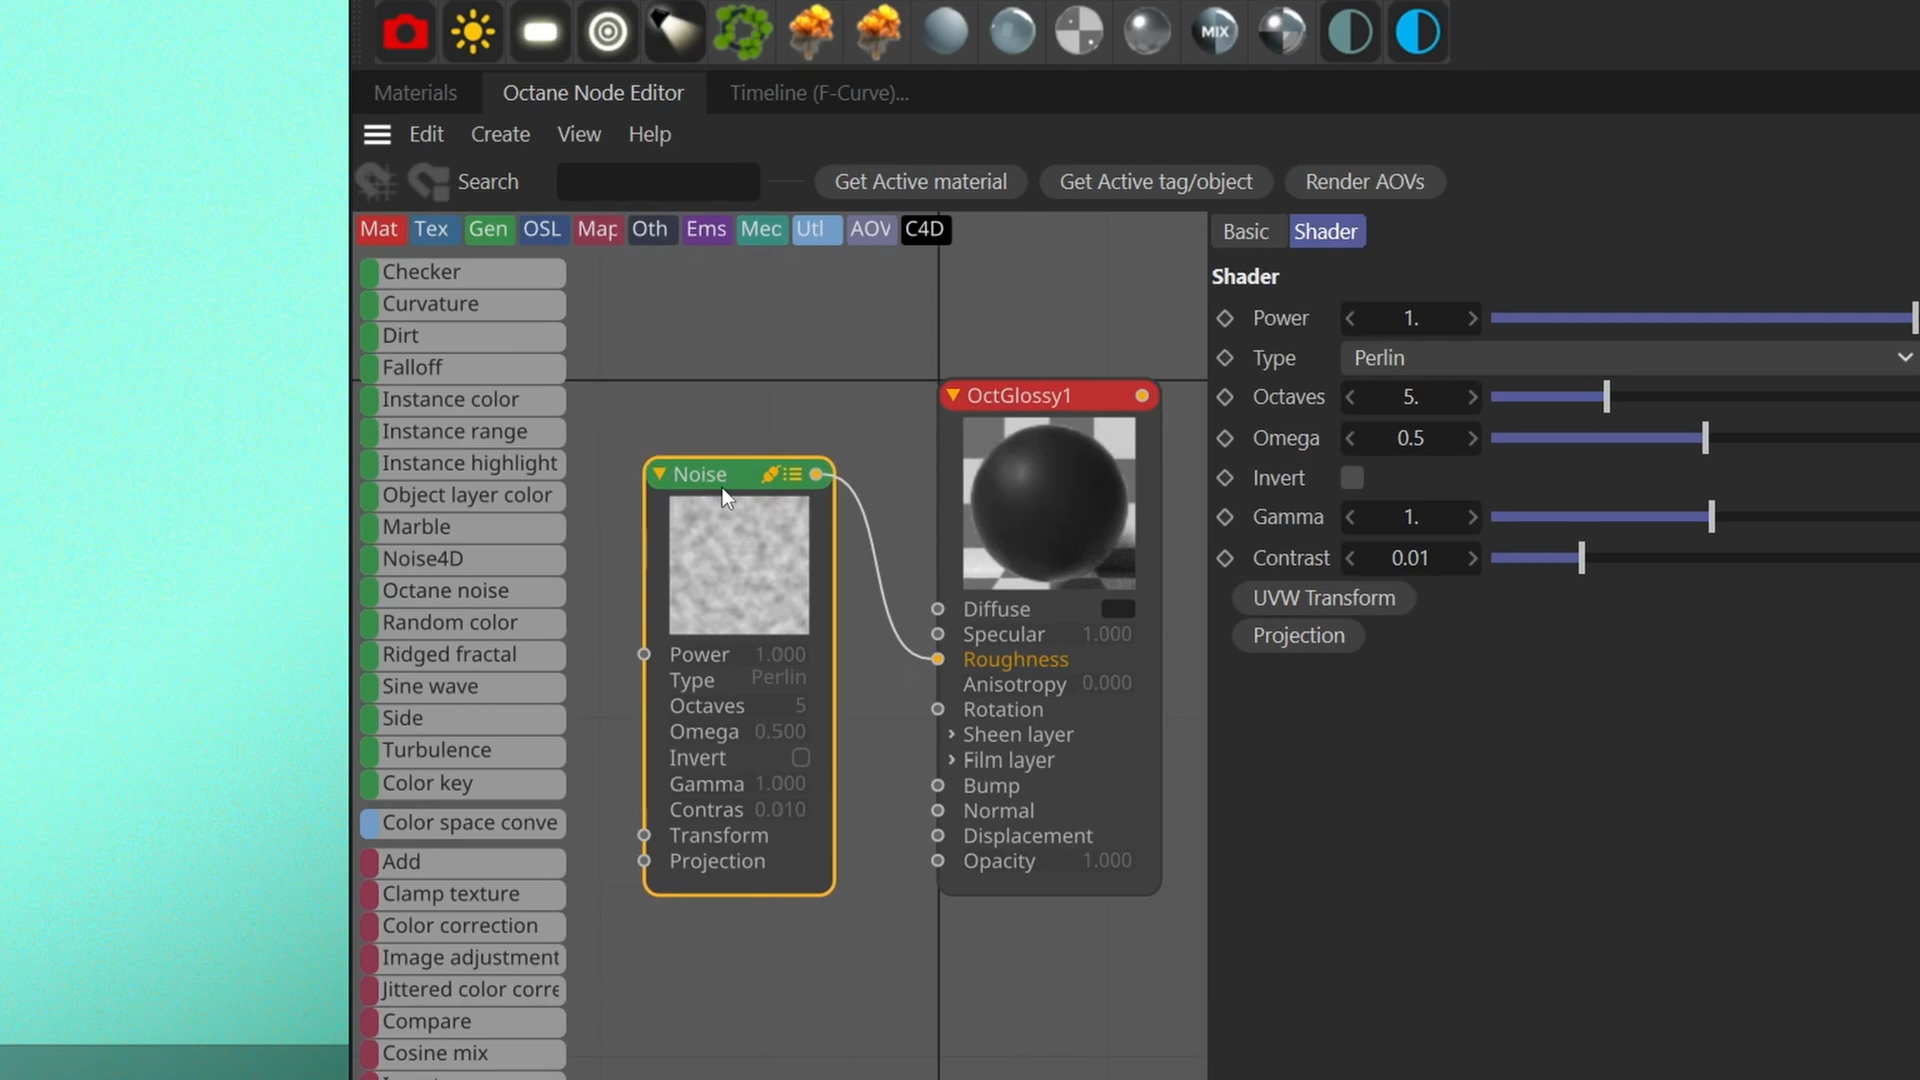 MIX
Materials
Octane Node Editor
Timeline (F-Curve)...
Edit
Create
View
Help
Search
Get Active material
Get Active tag/object
Render AOVs
Mat
Tex
Gen
OSL
Map
Oth
Ems
Mec
Utl
AOV
C4D
Checker
Curvature
Dirt
Falloff
Instance color
Instance range
Instance highlight
Object layer color
Marble
Noise4D
Octane noise
Random color
Ridged fractal
Sine wave
Side
Turbulence
Color key
Color space conve
Add
Clamp texture
Color correction
Image adjustment
Jittered color corre
Compare
Cosine mix
Noise
Power 1.000
Type Perlin
Octaves 5
Omega 0.500
Invert
Gamma 1.000
Contras 0.010
Transform
Projection
OctGlossy1
Diffuse
Specular 1.000
Roughness
Anisotropy 0.000
Rotation
Sheen layer
Film layer
Bump
Normal
Displacement
Opacity 1.000
Basic
Shader
Shader
Power 1.
Type Perlin
Octaves 5.
Omega 0.5
Invert
Gamma 1.
Contrast 0.01
UVW Transform
Projection